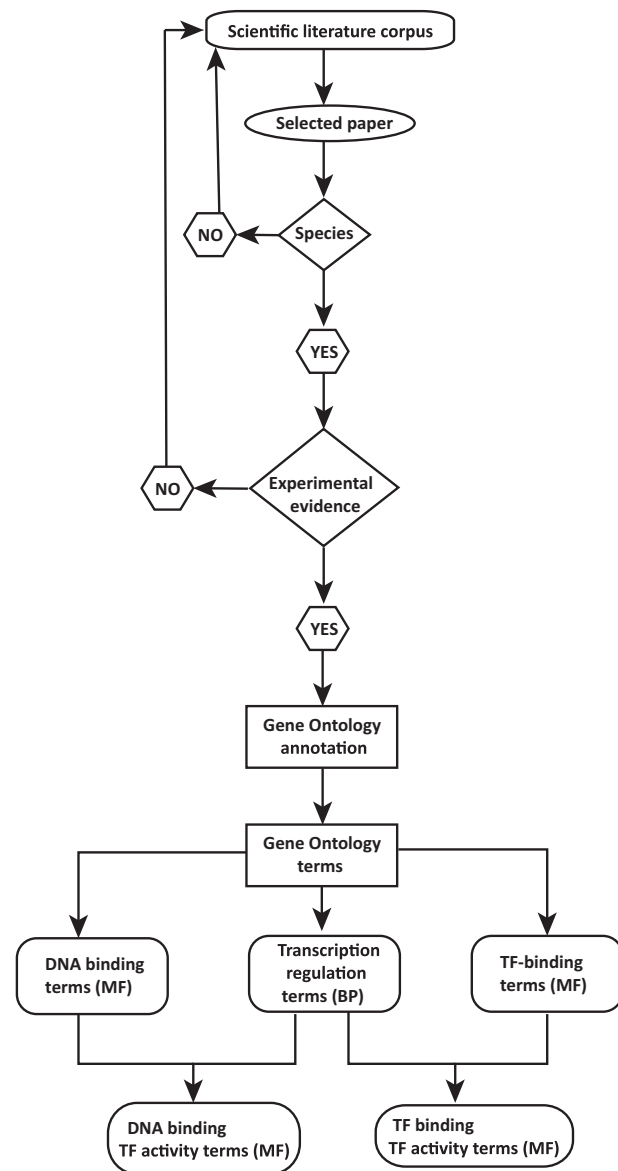 Scientific literature corpus
Selected paper
Species
NO
YES
Experimental
evidence
NO
YES
Gene Ontology
annotation
Gene Ontology
terms
DNA binding
terms (MF)
Transcription
regulation
terms (BP)
TF-binding
terms (MF)
DNA binding
TF activity terms (MF)
TF binding
TF activity terms (MF)